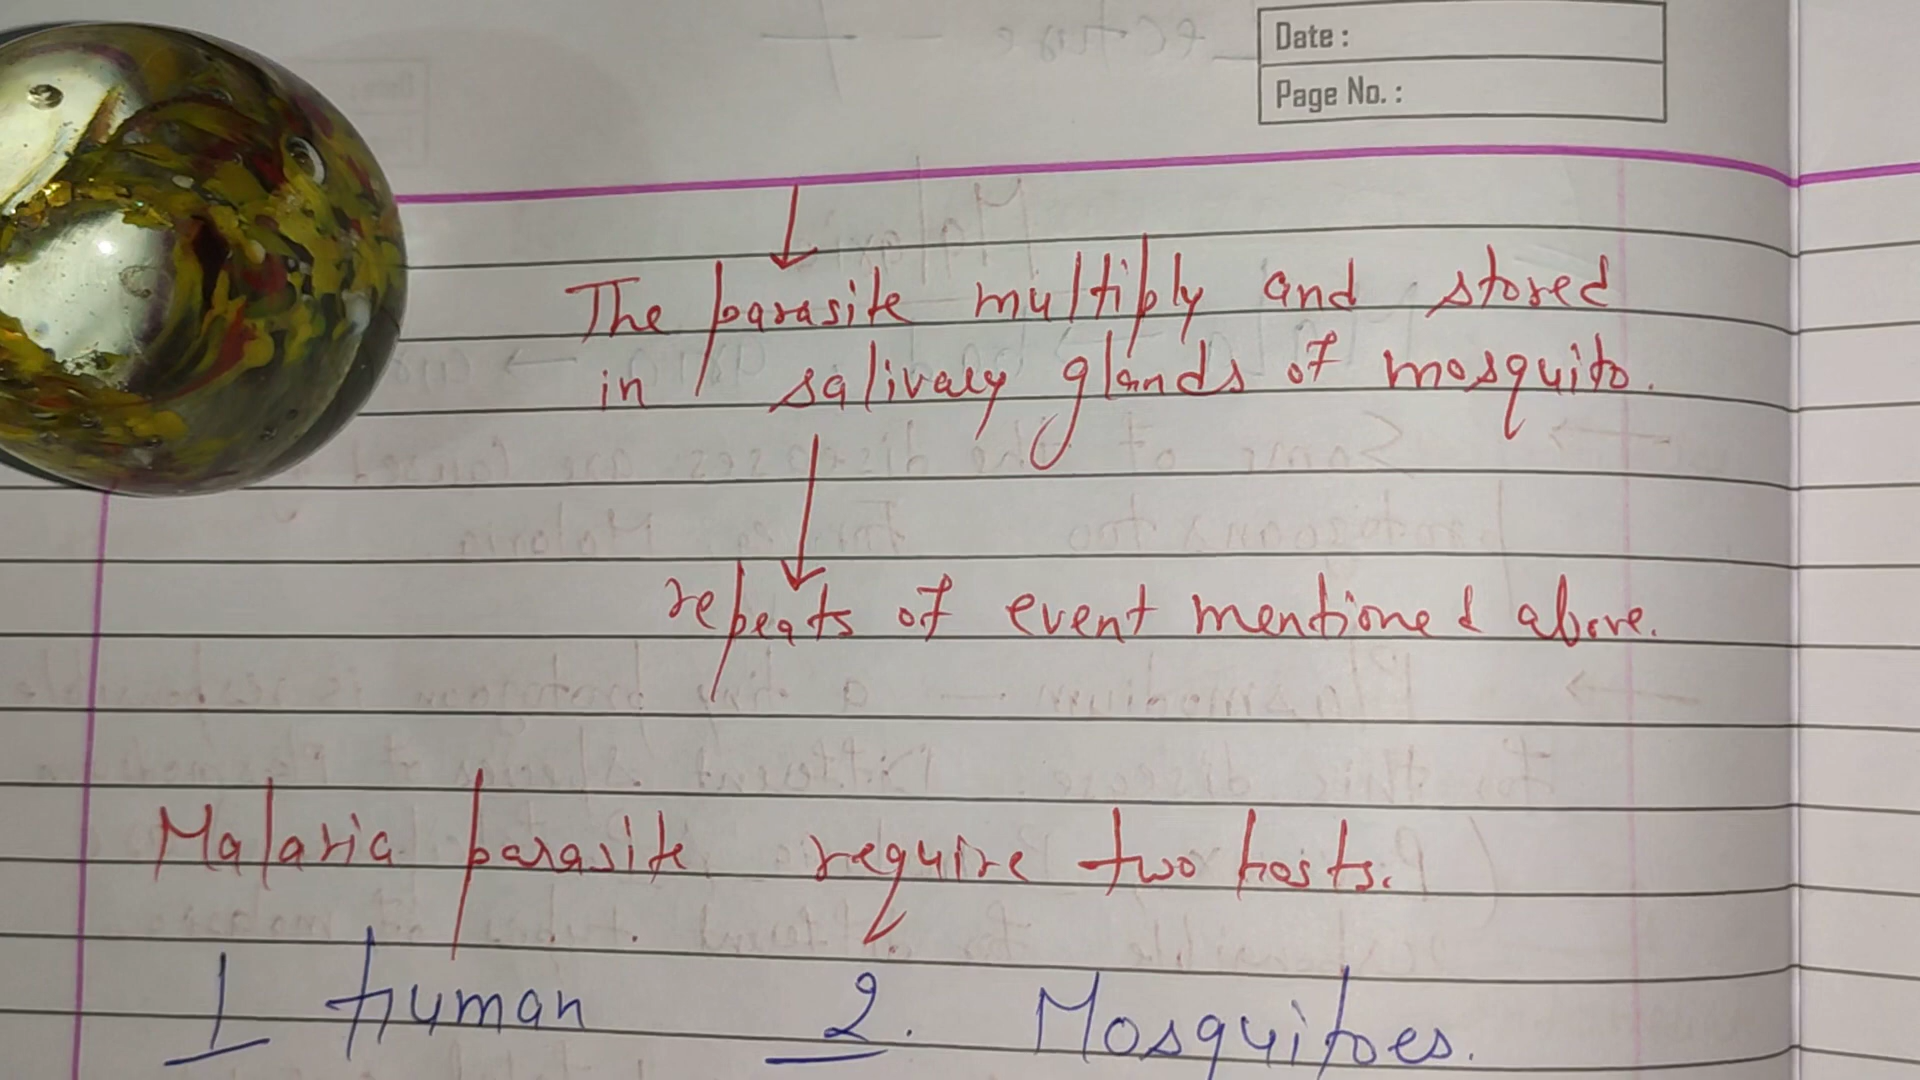 Date :
Page No. :
The parasite multiply and stored
in salivary glands of mosquito.
repeats of event mentioned above.
Malaria parasite require two hosts.
1 human 2. Mosquitoes.